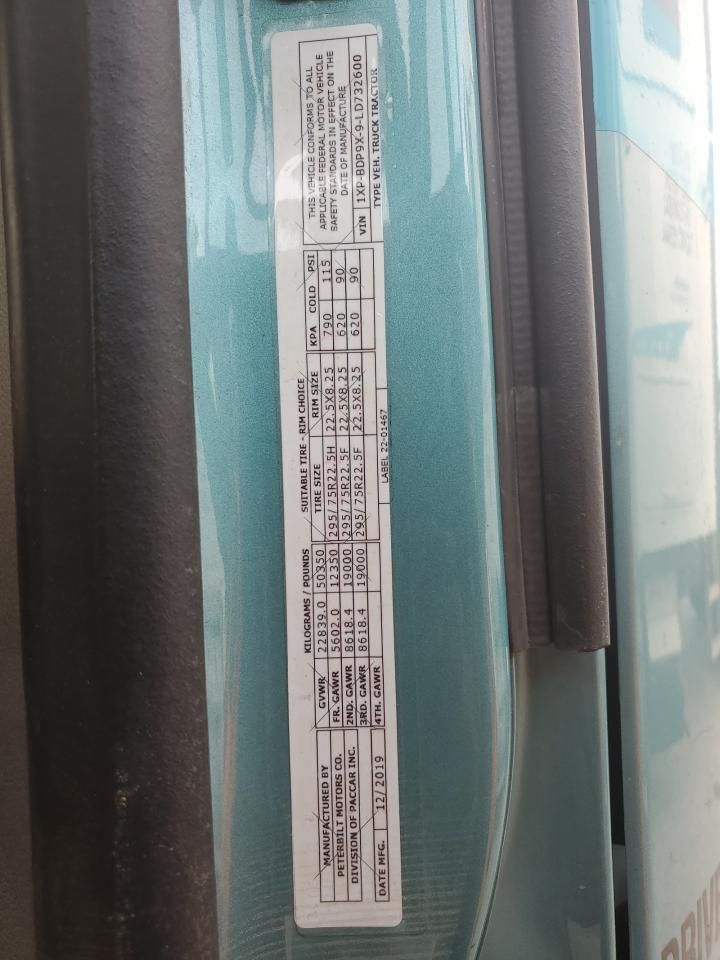 MANUFACTURED BY
PETERBILT MOTORS CO.
DIVISION OF PACCAR INC.
DATE MFG. 12/2019
KILOGRAMS / POUNDS
GVWR 22839.0 50350
FR. GAWR 5602.0 12350
2ND. GAWR 8618.4 19000
3RD. GAWR 8618.4 19000
4TH. GAWR
SUITABLE TIRE - RIM CHOICE
TIRE SIZE RIM SIZE KPA COLD PSI
295/75R22.5H 22.5X8.25 790 115
295/75R22.5F 22.5X8.25 620 90
295/75R22.5F 22.5X8.25 620 90
LABEL 22-01467
THIS VEHICLE CONFORMS TO ALL
APPLICABLE FEDERAL MOTOR VEHICLE
SAFETY STANDARDS IN EFFECT ON THE
DATE OF MANUFACTURE
VIN 1XP-BDP9X-9-LD732600
TYPE VEH. TRUCK TRACTOR